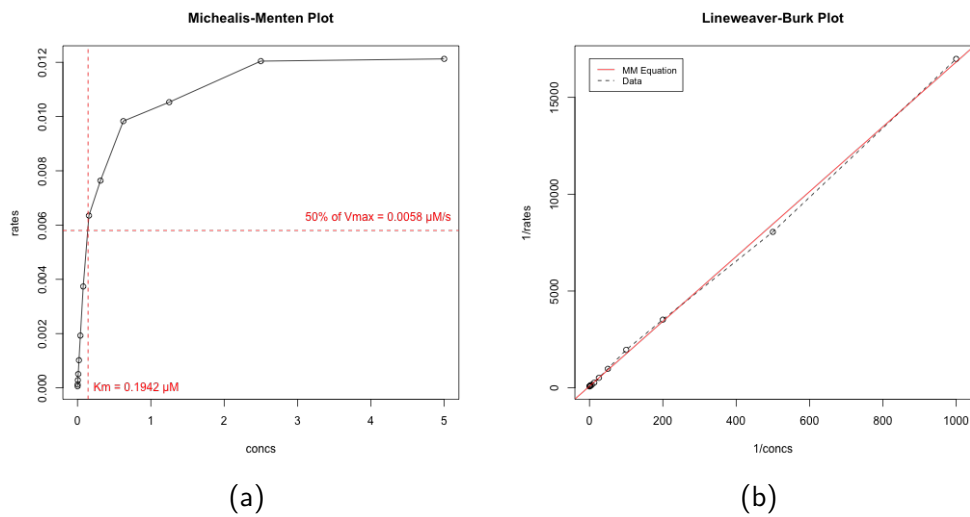 Michealis-Menten Plot
rates
0.000
0.002
0.004
0.006
0.008
0.010
0.012
50% of Vmax = 0.0058 µM/s
Km = 0.1942 µM
0 1 2 3 4 5
concs
(a)
Lineweaver-Burk Plot
MM Equation
Data
1/rates
0
5000
10000
15000
0 200 400 600 800 1000
1/concs
(b)